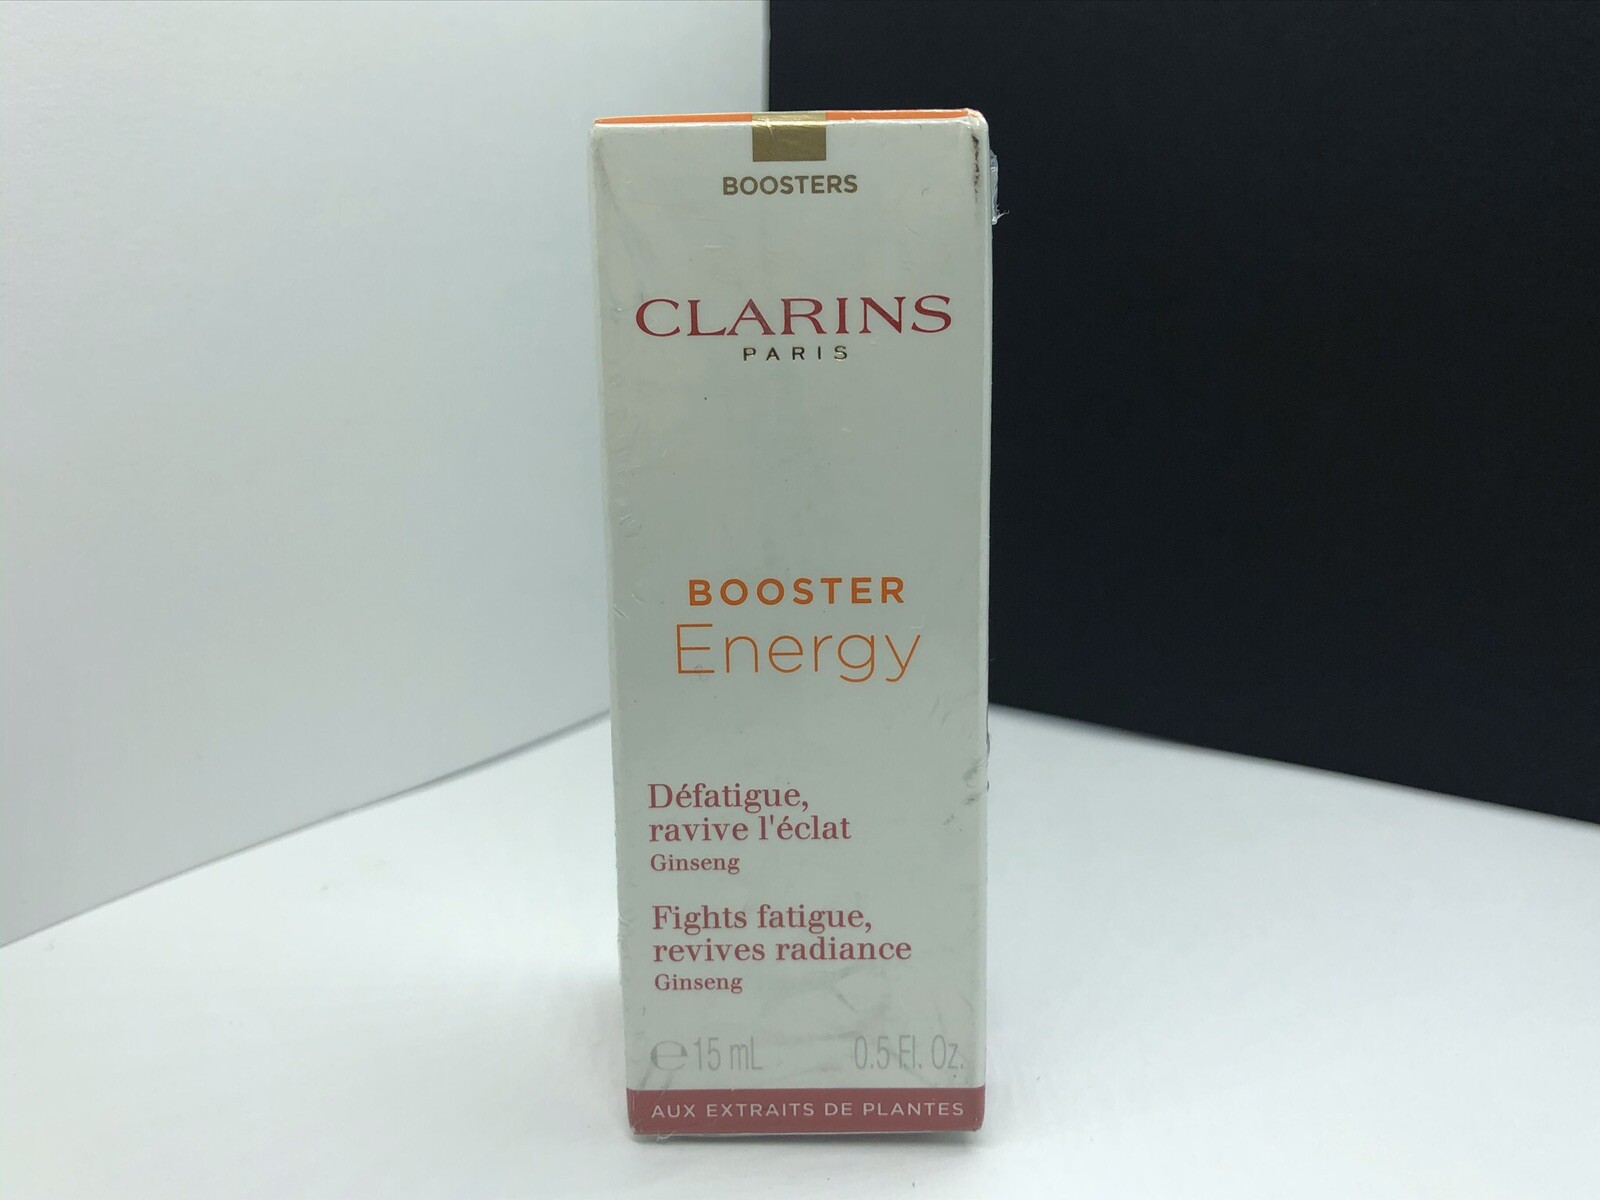 BOOSTERS
CLARINS
PARIS
BOOSTER
Energy
Défatigue,
ravive l'éclat
Ginseng
Fights fatigue,
revives radiance
Ginseng
℮ 15 mL 0.5 Fl. Oz.
AUX EXTRAITS DE PLANTES